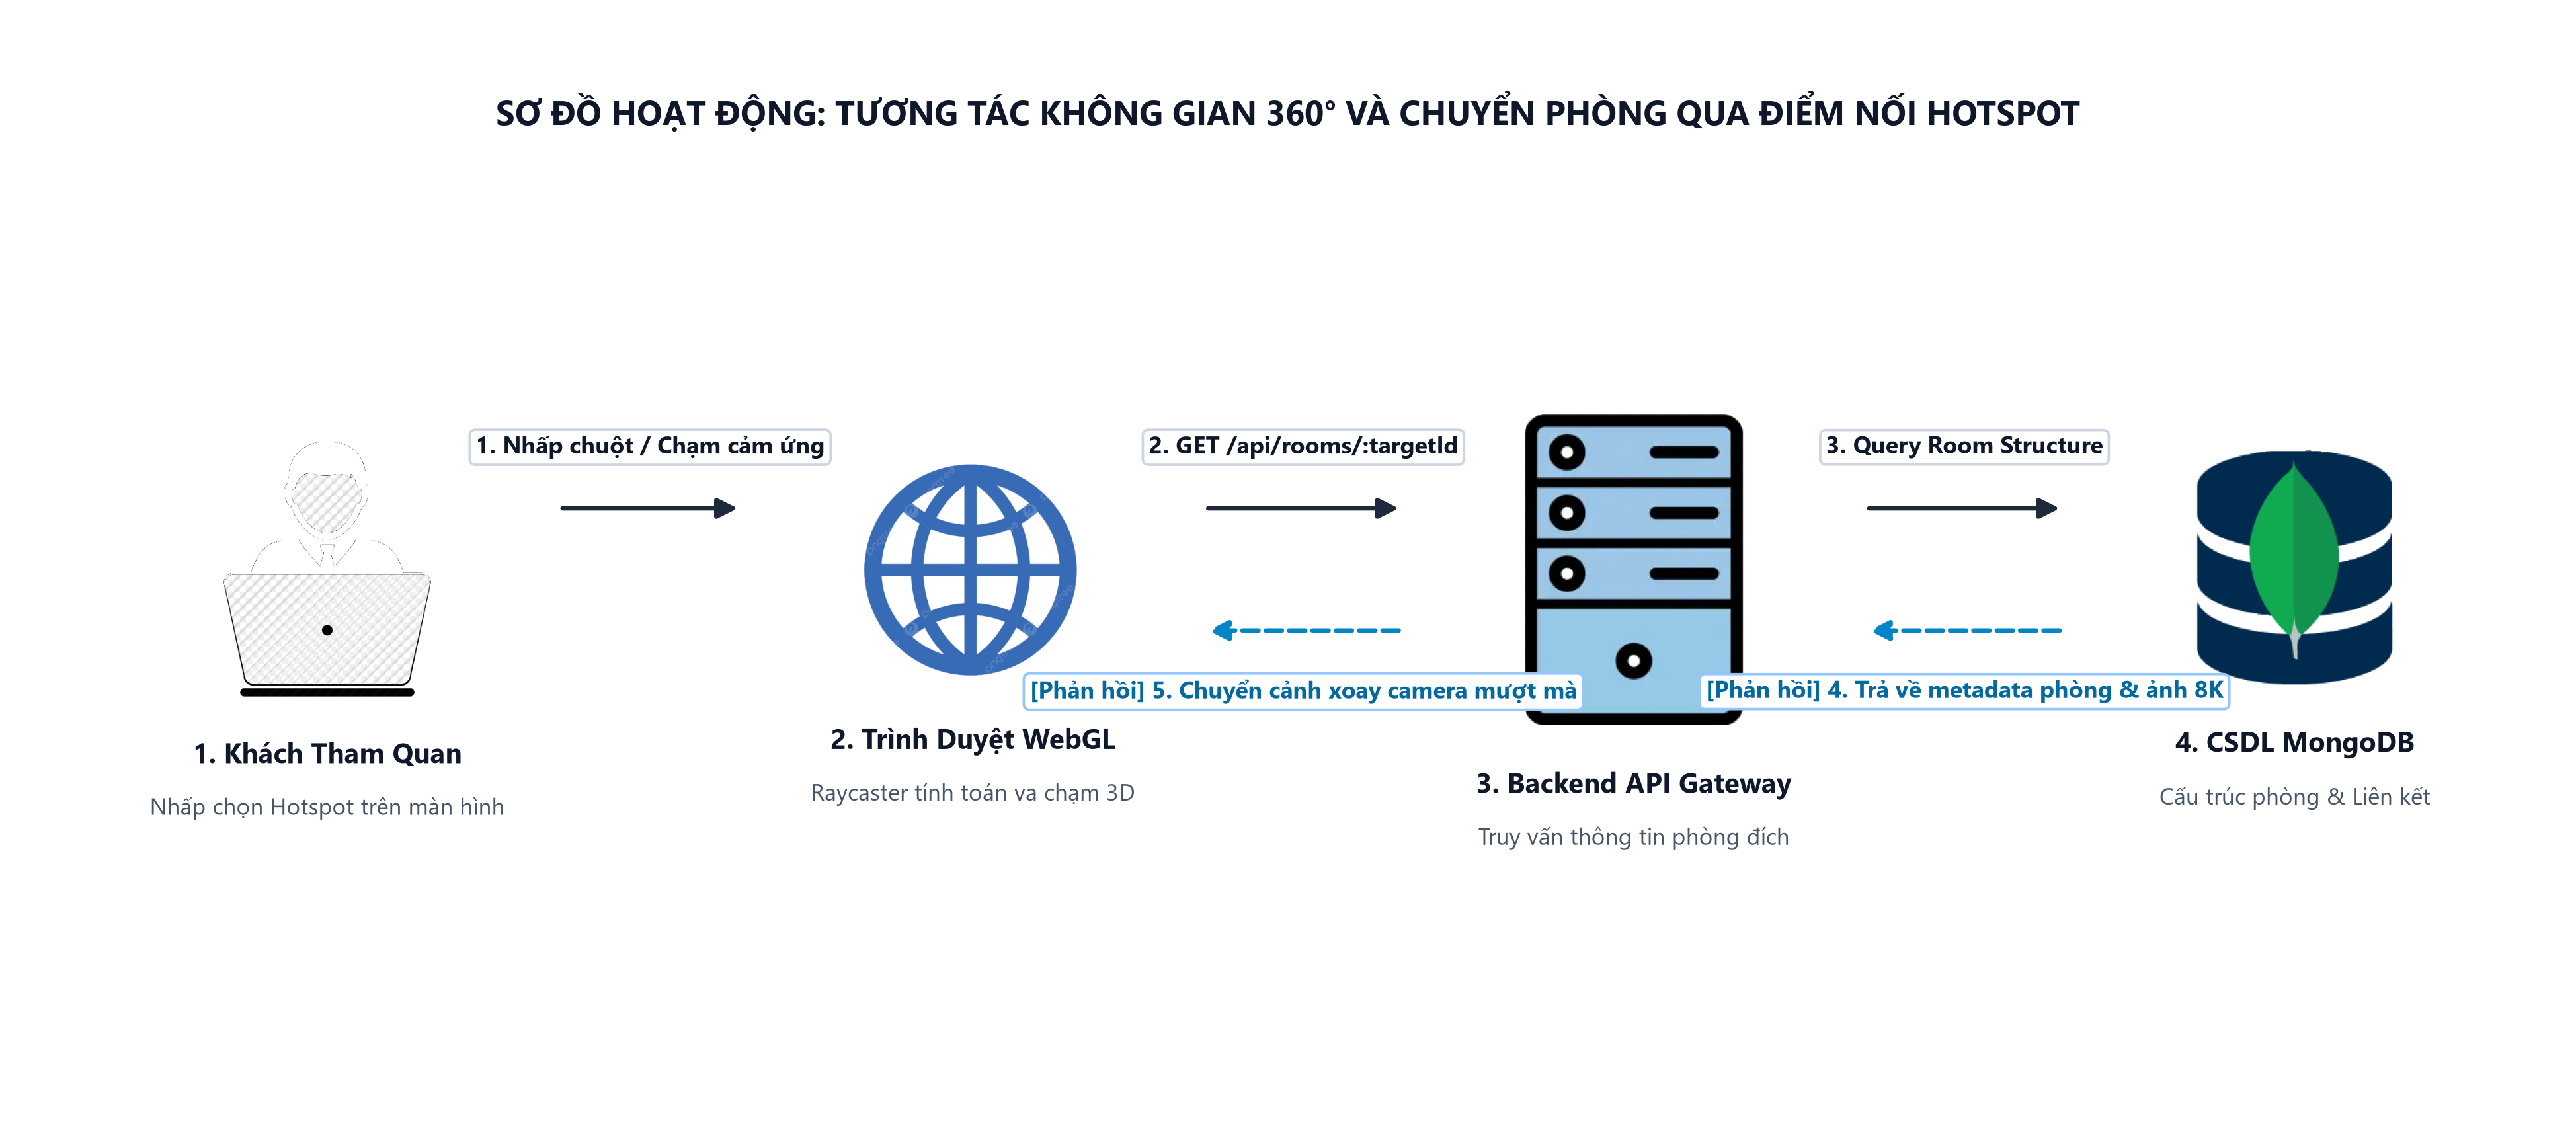 SƠ ĐỒ HOẠT ĐỘNG: TƯƠNG TÁC KHÔNG GIAN 360° VÀ CHUYỂN PHÒNG QUA ĐIỂM NỐI HOTSPOT
1. Nhấp chuột / Chạm cảm ứng
2. GET /api/rooms/:targetId
3. Query Room Structure
[Phản hồi] 5. Chuyển cảnh xoay camera mượt mà
[Phản hồi] 4. Trả về metadata phòng & ảnh 8K
1. Khách Tham Quan
Nhấp chọn Hotspot trên màn hình
2. Trình Duyệt WebGL
Raycaster tính toán va chạm 3D
3. Backend API Gateway
Truy vấn thông tin phòng đích
4. CSDL MongoDB
Cấu trúc phòng & Liên kết